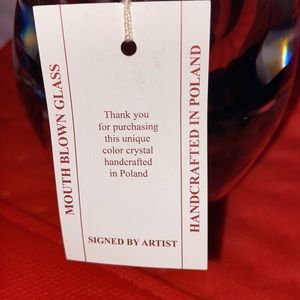 MOUTH BLOWN GLASS
Thank you
for purchasing
this unique
color crystal
handcrafted
in Poland
HANDCRAFTED IN POLAND
SIGNED BY ARTIST